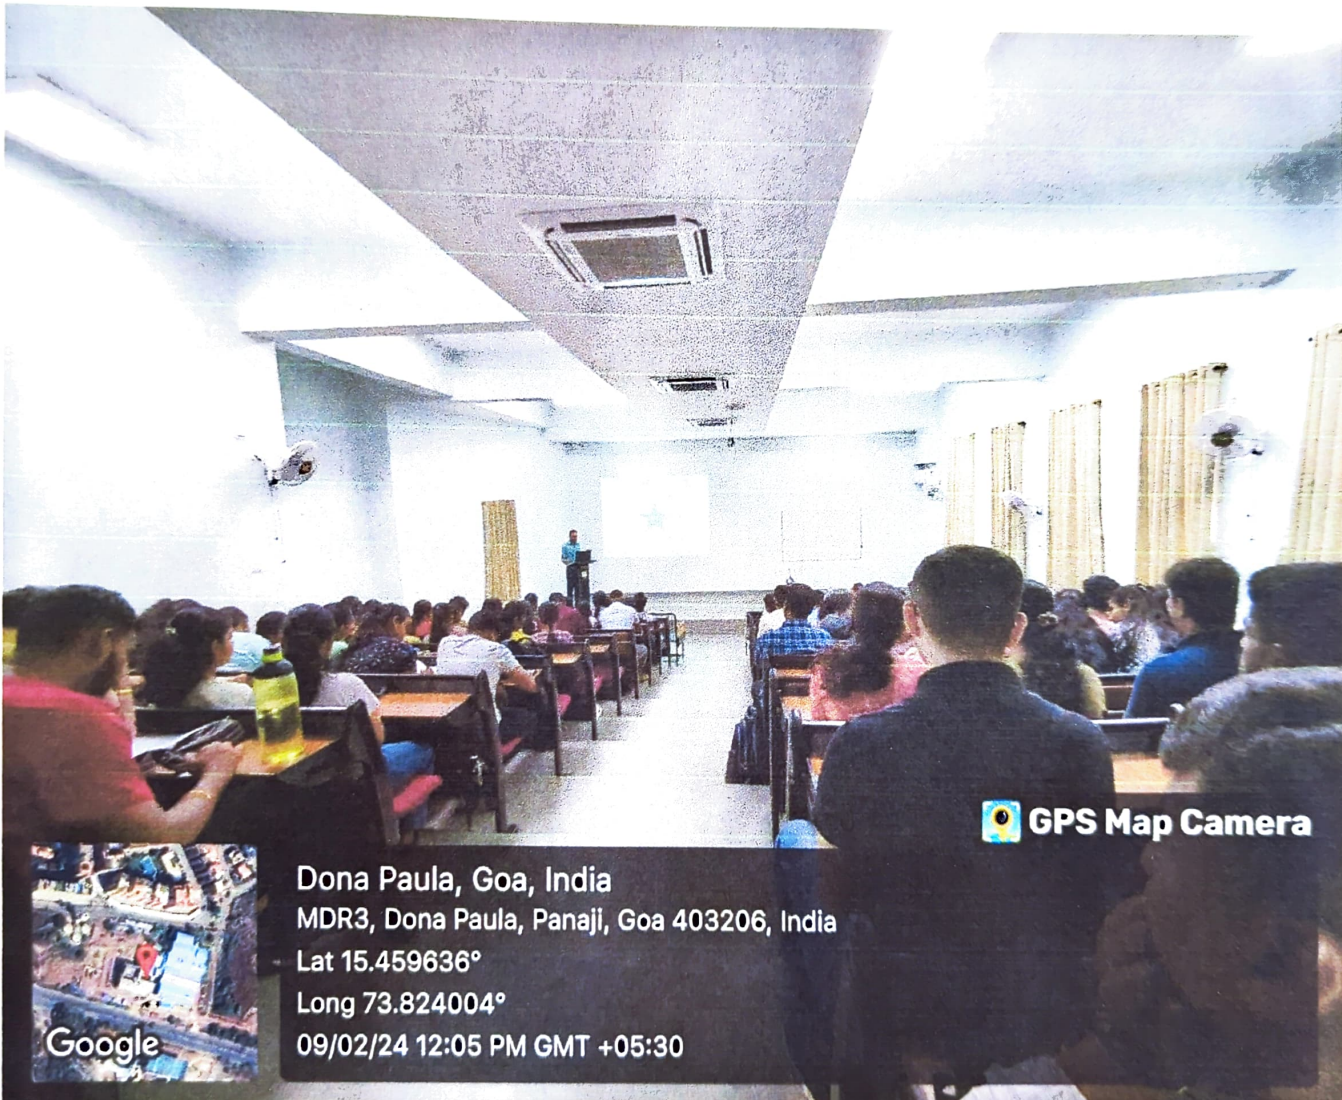 GPS Map Camera
Dona Paula, Goa, India
MDR3, Dona Paula, Panaji, Goa 403206, India
Lat 15.459636°
Long 73.824004°
09/02/24 12:05 PM GMT +05:30
Google